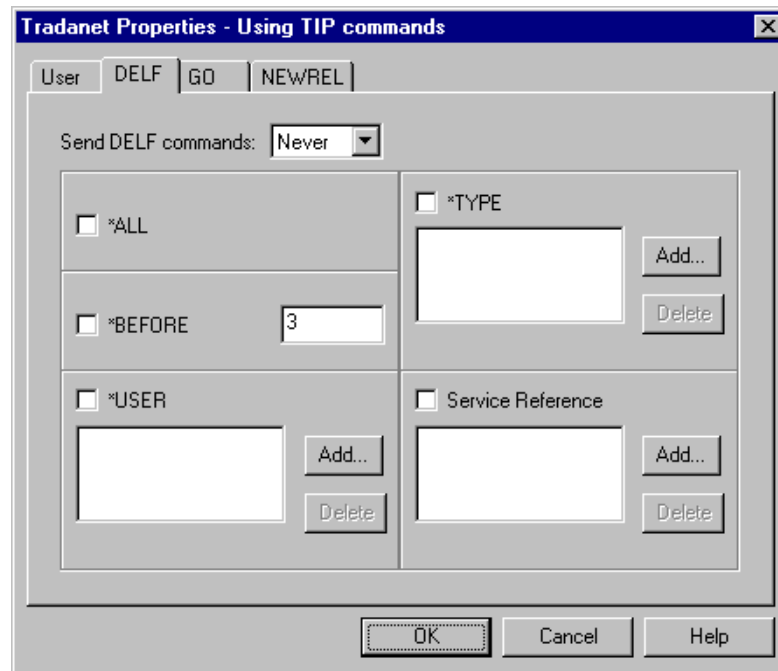 Tradanet Properties - Using TIP commands
User DELF GO NEWREL
Send DELF commands: Never
*ALL
*BEFORE 3
*TYPE
Add...
Delete
*USER
Add...
Delete
Service Reference
Add...
Delete
OK Cancel Help